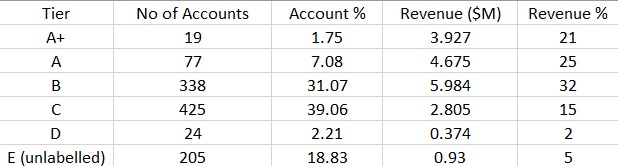 Tier No of Accounts Account % Revenue ($M) Revenue %
A+ 19 1.75 3.927 21
A 77 7.08 4.675 25
B 338 31.07 5.984 32
C 425 39.06 2.805 15
D 24 2.21 0.374 2
E (unlabelled) 205 18.83 0.93 5